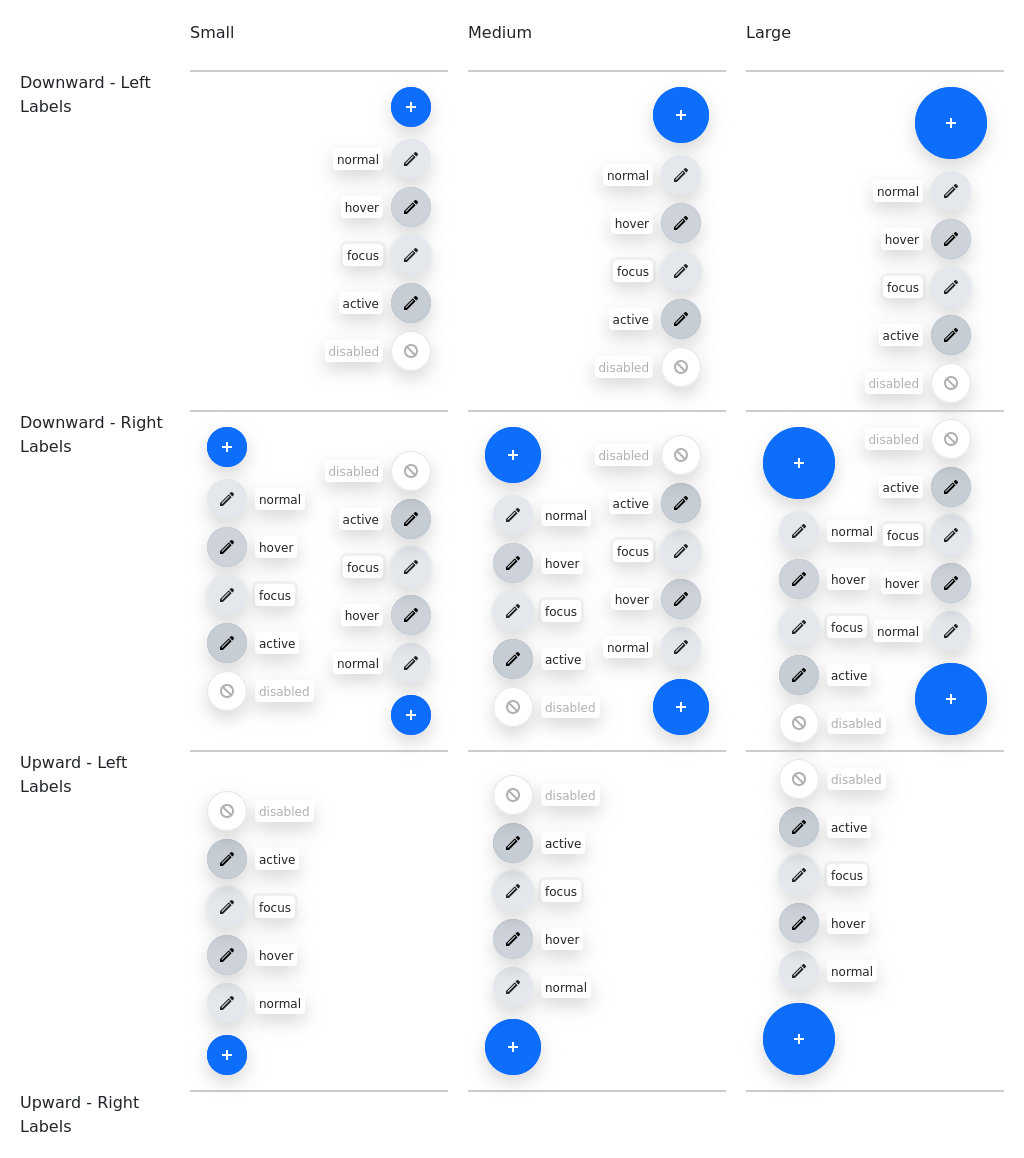 Small
Medium
Large
Downward - Left
Labels
normal
hover
focus
active
disabled
normal
hover
focus
active
disabled
normal
hover
focus
active
disabled
Downward - Right
Labels
normal
hover
focus
active
disabled
disabled
active
focus
hover
normal
normal
hover
focus
active
disabled
disabled
active
focus
hover
normal
normal
hover
focus
active
disabled
disabled
active
focus
hover
normal
Upward - Left
Labels
disabled
active
focus
hover
normal
disabled
active
focus
hover
normal
disabled
active
focus
hover
normal
Upward - Right
Labels